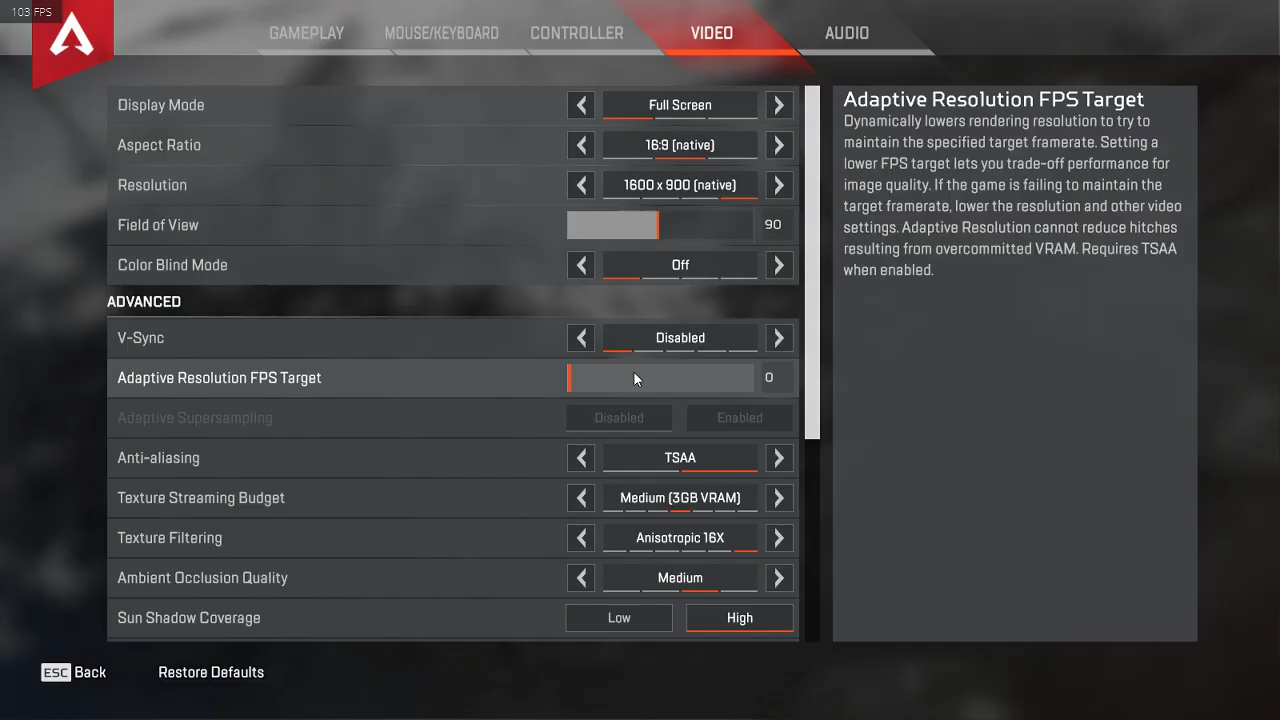 103 FPS
GAMEPLAY
MOUSE/KEYBOARD
CONTROLLER
VIDEO
AUDIO
Display Mode
Full Screen
Aspect Ratio
16:9 (native)
Resolution
1600 x 900 (native)
Field of View
90
Color Blind Mode
Off
ADVANCED
V-Sync
Disabled
Adaptive Resolution FPS Target
0
Adaptive Supersampling
Disabled
Enabled
Anti-aliasing
TSAA
Texture Streaming Budget
Medium (3GB VRAM)
Texture Filtering
Anisotropic 16X
Ambient Occlusion Quality
Medium
Sun Shadow Coverage
Low
High
Adaptive Resolution FPS Target
Dynamically lowers rendering resolution to try to
maintain the specified target framerate. Setting a
lower FPS target lets you trade-off performance for
image quality. If the game is failing to maintain the
target framerate, lower the resolution and other video
settings. Adaptive Resolution cannot reduce hitches
resulting from overcommitted VRAM. Requires TSAA
when enabled.
ESC Back
Restore Defaults